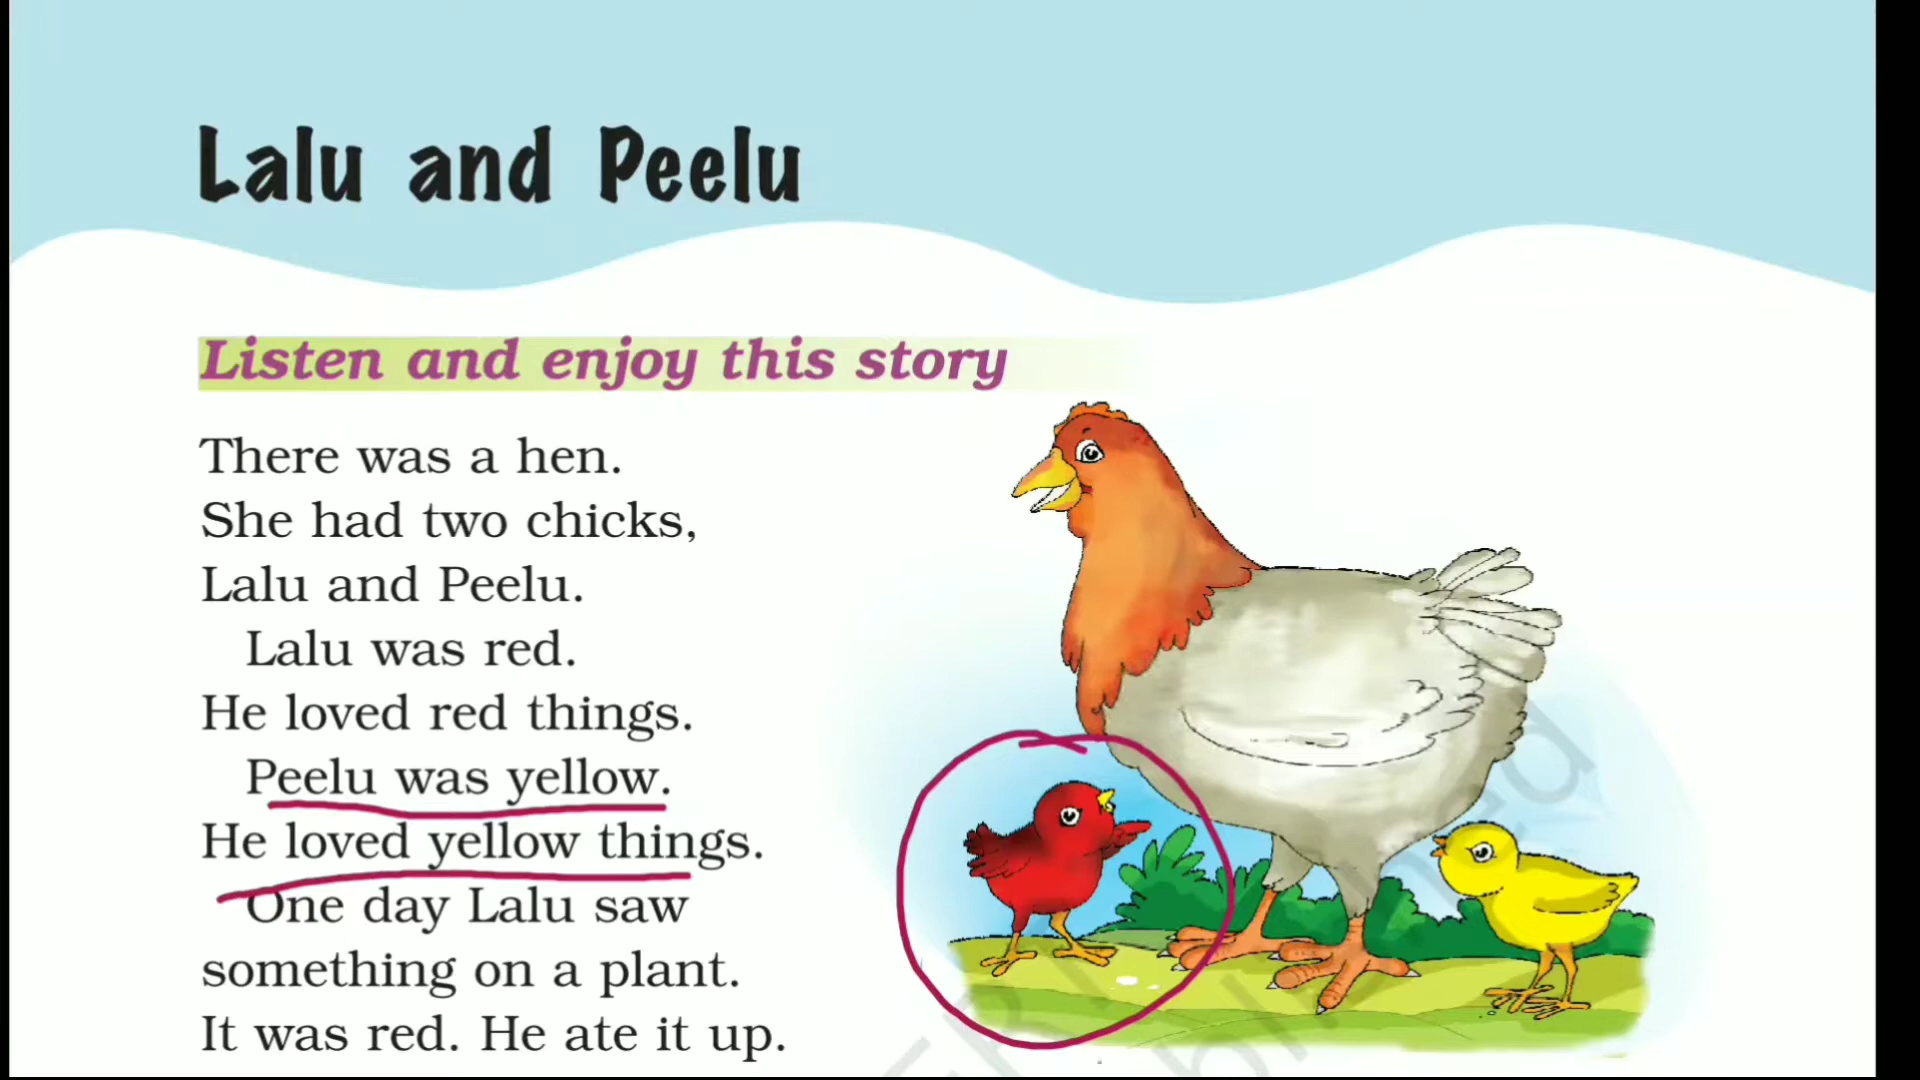 Lalu and Peelu
Listen and enjoy this story
There was a hen.
She had two chicks,
Lalu and Peelu.
Lalu was red.
He loved red things.
Peelu was yellow.
He loved yellow things.
One day Lalu saw
something on a plant.
It was red. He ate it up.